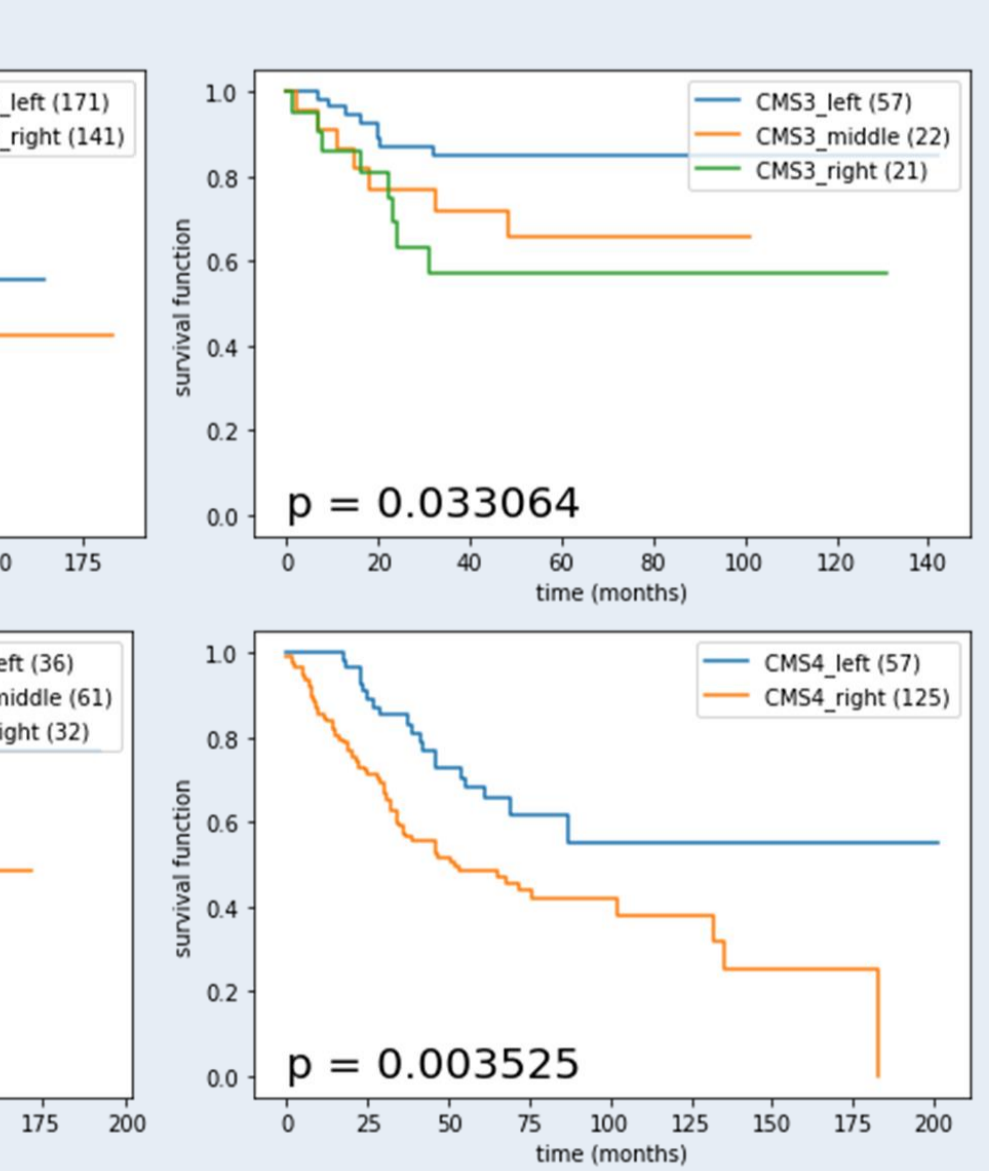 _left (171)
_right (141)
175
1.0
0.8
0.6
0.4
0.2
0.0
survival function
CMS3_left (57)
CMS3_middle (22)
CMS3_right (21)
p = 0.033064
0 20 40 60 80 100 120 140
time (months)
eft (36)
middle (61)
ight (32)
175 200
1.0
0.8
0.6
0.4
0.2
0.0
survival function
CMS4_left (57)
CMS4_right (125)
p = 0.003525
0 25 50 75 100 125 150 175 200
time (months)